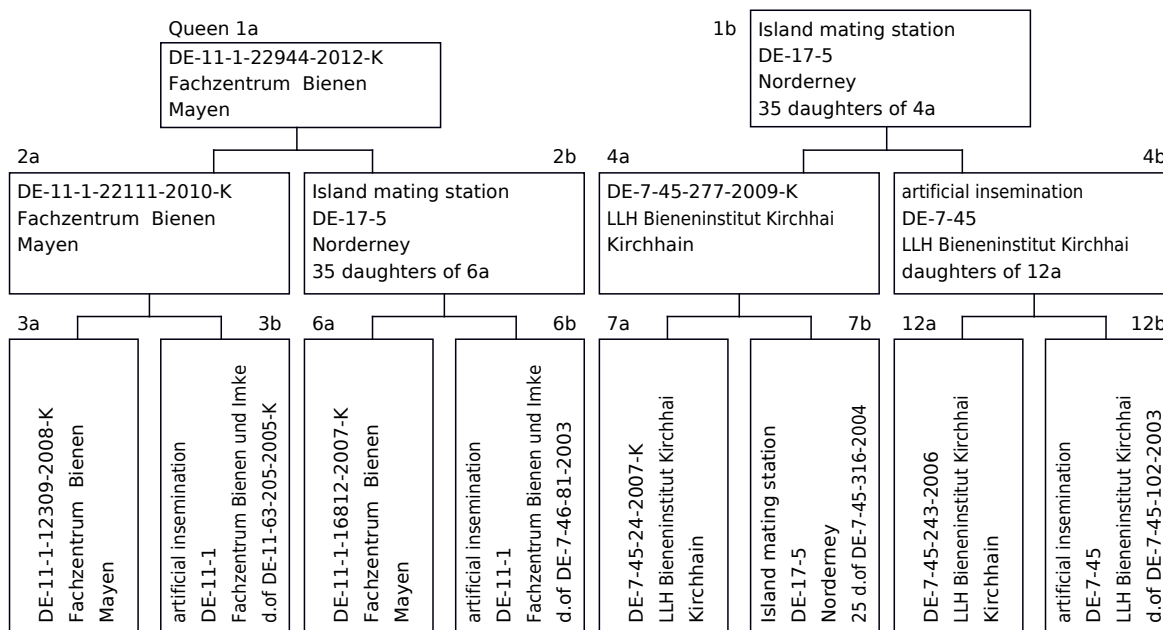 Queen 1a
DE-11-1-22944-2012-K
Fachzentrum Bienen
Mayen
1b
Island mating station
DE-17-5
Norderney
35 daughters of 4a
2a
DE-11-1-22111-2010-K
Fachzentrum Bienen
Mayen
2b
Island mating station
DE-17-5
Norderney
35 daughters of 6a
4a
DE-7-45-277-2009-K
LLH Bieneninstitut Kirchhai
Kirchhain
4b
artificial insemination
DE-7-45
LLH Bieneninstitut Kirchhai
daughters of 12a
3a
DE-11-1-12309-2008-K
Fachzentrum Bienen
Mayen
3b
artificial insemination
DE-11-1
Fachzentrum Bienen und Imke
d.of DE-11-63-205-2005-K
6a
DE-11-1-16812-2007-K
Fachzentrum Bienen
Mayen
6b
artificial insemination
DE-11-1
Fachzentrum Bienen und Imke
d.of DE-7-46-81-2003
7a
DE-7-45-24-2007-K
LLH Bieneninstitut Kirchhai
Kirchhain
7b
Island mating station
DE-17-5
Norderney
25 d.of DE-7-45-316-2004
12a
DE-7-45-243-2006
LLH Bieneninstitut Kirchhai
Kirchhain
12b
artificial insemination
DE-7-45
LLH Bieneninstitut Kirchhai
d.of DE-7-45-102-2003